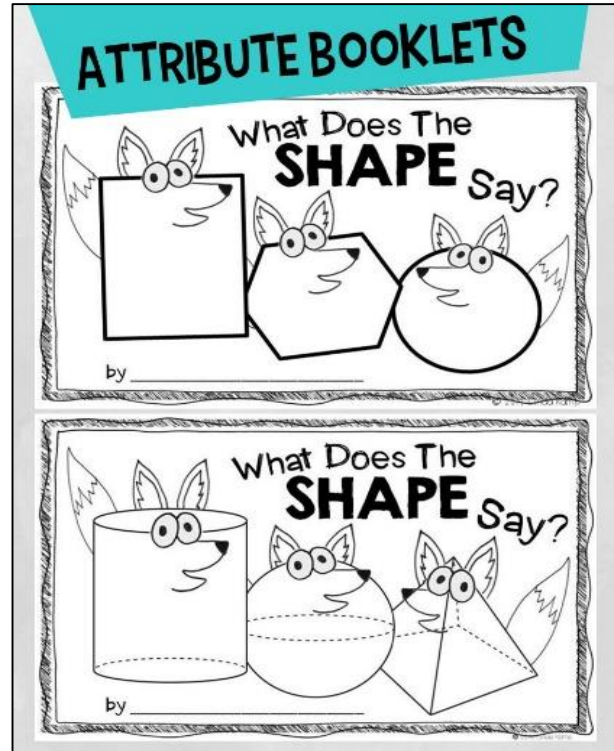 ATTRIBUTE BOOKLETS
What Does The
SHAPE Say?
by
What Does The
SHAPE Say?
by